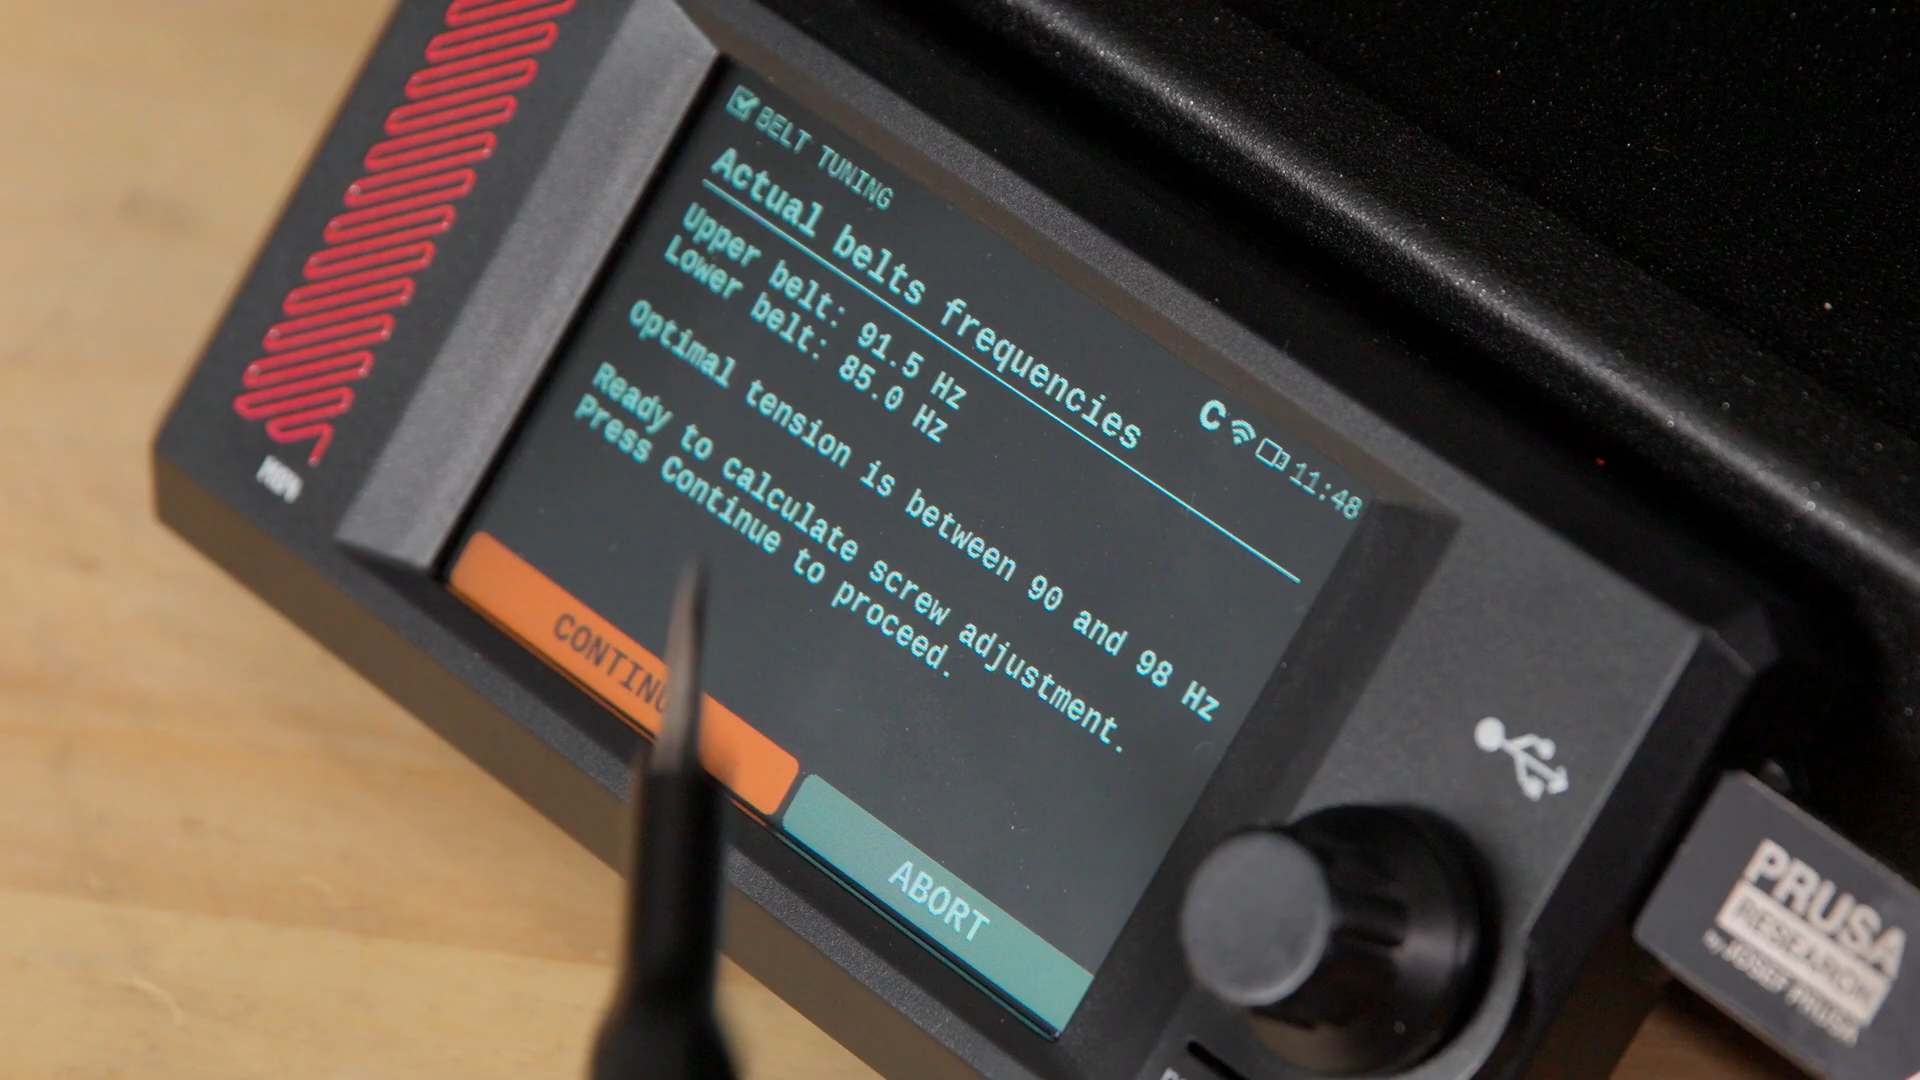 BELT TUNING
C 11:48
Actual belts frequencies
Upper belt: 91.5 Hz
Lower belt: 85.0 Hz
Optimal tension is between 90 and 98 Hz
Ready to calculate screw adjustment.
Press Continue to proceed.
CONTINU
ABORT
PRUSA
RESEARCH
by JOSEF PRUSA